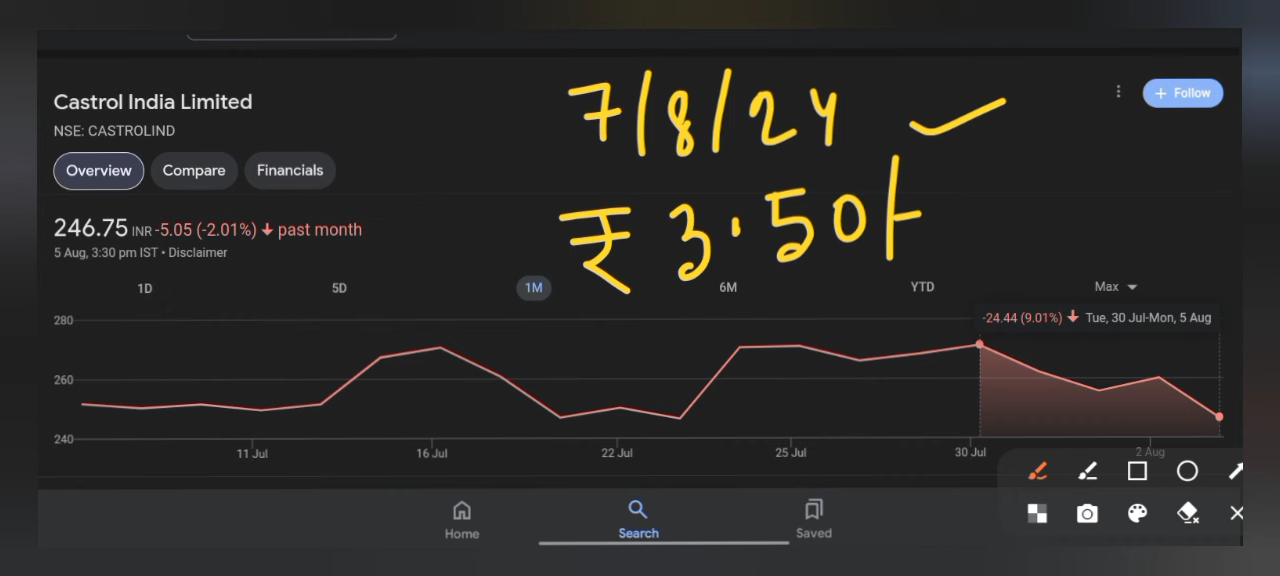 Castrol India Limited
NSE: CASTROLIND
+ Follow
Overview Compare Financials
7/8/24
₹ 3.50/-
246.75 INR -5.05 (-2.01%) ↓ past month
5 Aug, 3:30 pm IST • Disclaimer
1D 5D 1M 6M YTD Max
-24.44 (9.01%) ↓ Tue, 30 Jul-Mon, 5 Aug
280
260
240
11 Jul 16 Jul 22 Jul 25 Jul 30 Jul 2 Aug
Home Search Saved